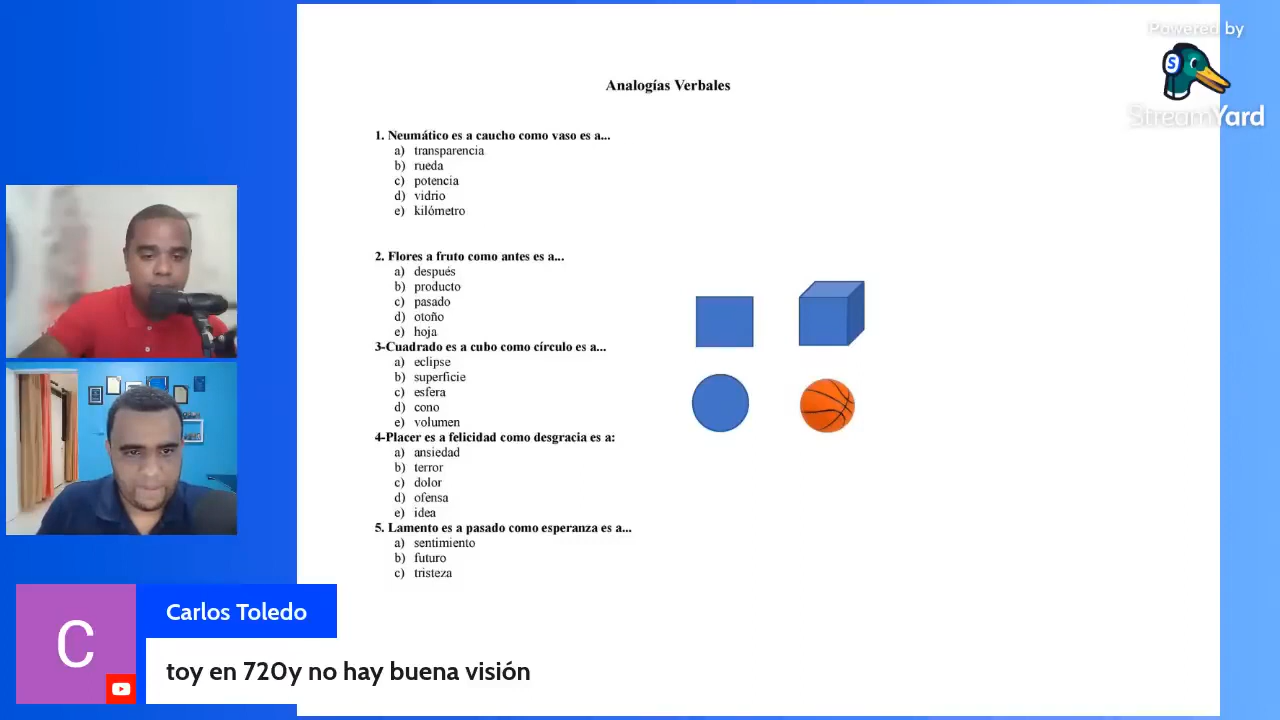 Powered by
S
StreamYard
Analogías Verbales
1. Neumático es a caucho como vaso es a...
a) transparencia
b) rueda
c) potencia
d) vidrio
e) kilómetro
2. Flores a fruto como antes es a...
a) después
b) producto
c) pasado
d) otoño
e) hoja
3-Cuadrado es a cubo como círculo es a...
a) eclipse
b) superficie
c) esfera
d) cono
e) volumen
4-Placer es a felicidad como desgracia es a:
a) ansiedad
b) terror
c) dolor
d) ofensa
e) idea
5. Lamento es a pasado como esperanza es a...
a) sentimiento
b) futuro
c) tristeza
C
Carlos Toledo
toy en 720y no hay buena visión